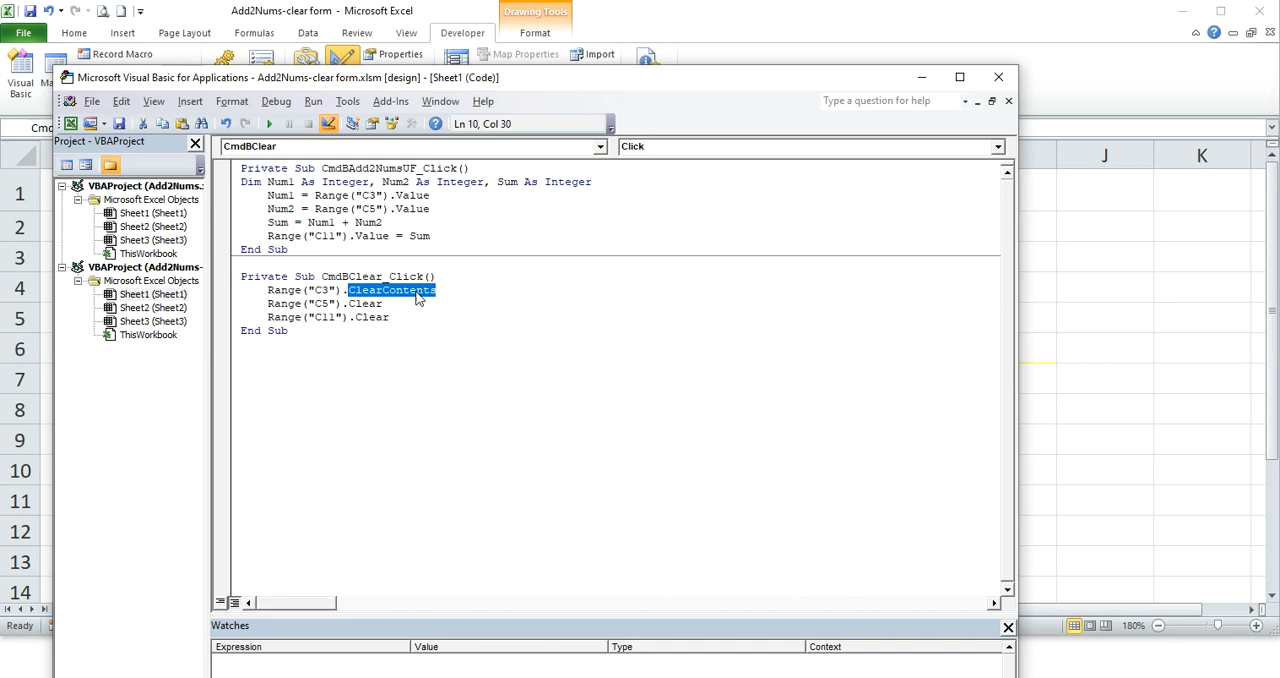 Add2Nums-clear form - Microsoft Excel
Drawing Tools
File Home Insert Page Layout Formulas Data Review View Developer Format
Record Macro
Properties
Map Properties
Import
Visual Basic
Microsoft Visual Basic for Applications - Add2Nums-clear form.xlsm [design] - [Sheet1 (Code)]
File Edit View Insert Format Debug Run Tools Add-Ins Window Help
Type a question for help
Ln 10, Col 30
Project - VBAProject
VBAProject (Add2Nums.:
Microsoft Excel Objects
Sheet1 (Sheet1)
Sheet2 (Sheet2)
Sheet3 (Sheet3)
ThisWorkbook
VBAProject (Add2Nums-
Microsoft Excel Objects
Sheet1 (Sheet1)
Sheet2 (Sheet2)
Sheet3 (Sheet3)
ThisWorkbook
CmdBClear
Click
Private Sub CmdBAdd2NumsUF_Click()
Dim Num1 As Integer, Num2 As Integer, Sum As Integer
Num1 = Range("C3").Value
Num2 = Range("C5").Value
Sum = Num1 + Num2
Range("C11").Value = Sum
End Sub
Private Sub CmdBClear_Click()
Range("C3").ClearContents
Range("C5").Clear
Range("C11").Clear
End Sub
Watches
Expression Value Type Context
J K
1
2
3
4
5
6
7
8
9
10
11
12
13
14
Ready
180%